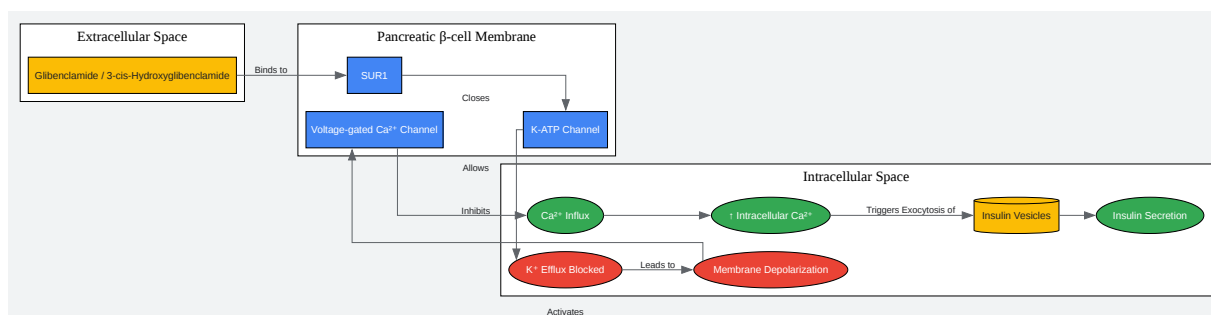 Extracellular Space
Pancreatic β-cell Membrane
Glibenclamide / 3-cis-Hydroxyglibenclamide
Binds to
SUR1
Closes
Voltage-gated Ca²⁺ Channel
K-ATP Channel
Allows
Intracellular Space
Inhibits
Ca²⁺ Influx
↑ Intracellular Ca²⁺
Triggers Exocytosis of
Insulin Vesicles
Insulin Secretion
K⁺ Efflux Blocked
Leads to
Membrane Depolarization
Activates